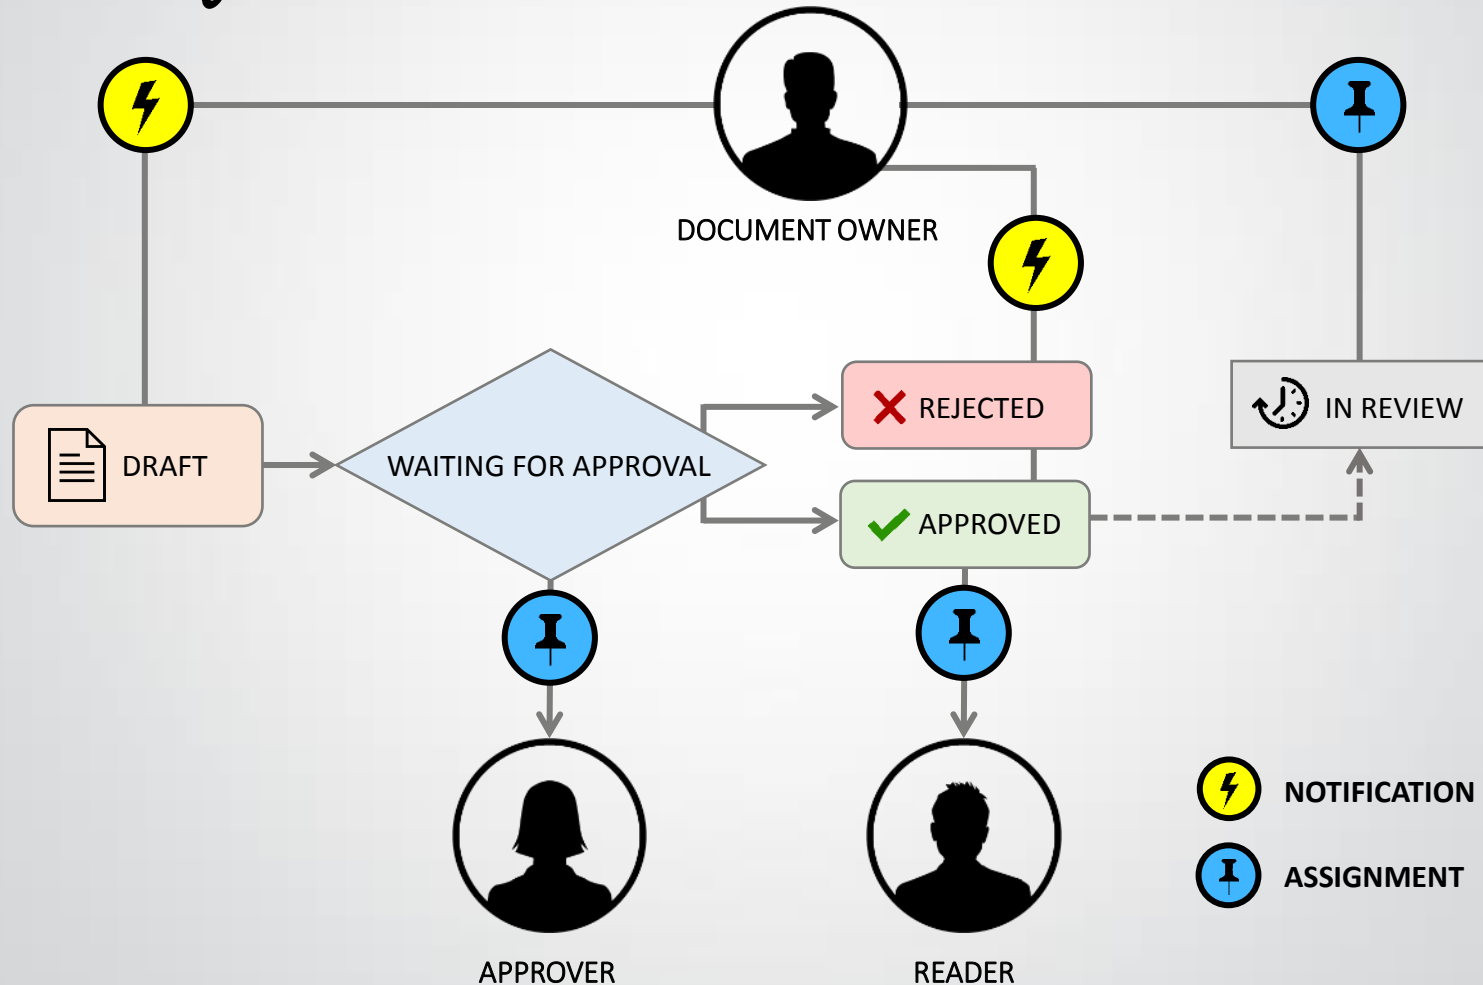 DOCUMENT OWNER
REJECTED
IN REVIEW
DRAFT
WAITING FOR APPROVAL
APPROVED
NOTIFICATION
ASSIGNMENT
APPROVER
READER